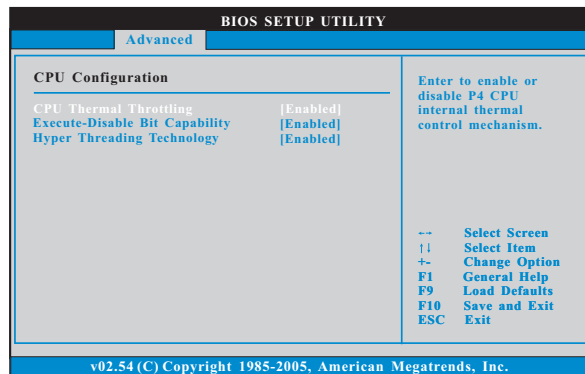 BIOS SETUP UTILITY
Advanced
CPU Configuration
CPU Thermal Throttling [Enabled]
Execute-Disable Bit Capability [Enabled]
Hyper Threading Technology [Enabled]
Enter to enable or
disable P4 CPU
internal thermal
control mechanism.
←→ Select Screen
↑↓ Select Item
+- Change Option
F1 General Help
F9 Load Defaults
F10 Save and Exit
ESC Exit
v02.54 (C) Copyright 1985-2005, American Megatrends, Inc.